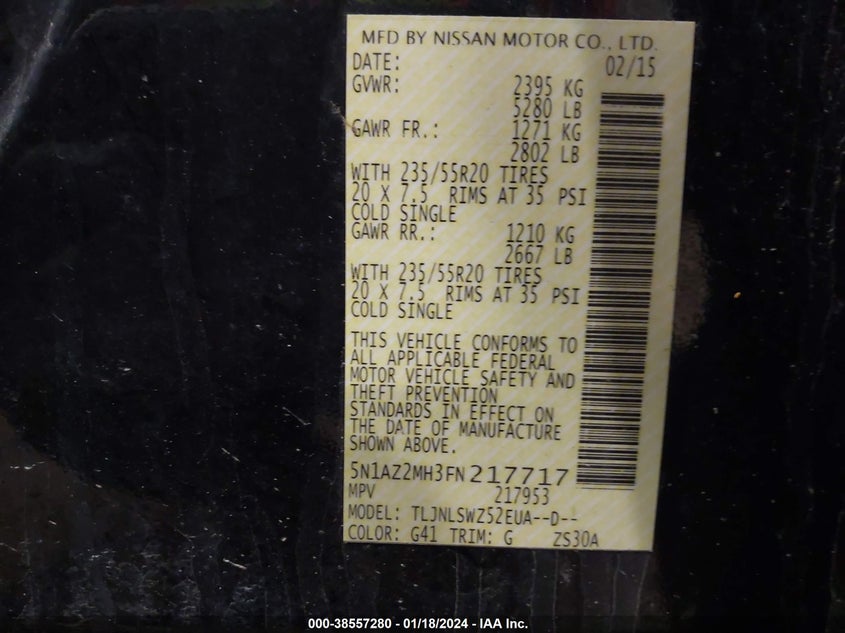 MFD BY NISSAN MOTOR CO., LTD.
DATE: 02/15
GVWR: 2395 KG
5280 LB
GAWR FR.: 1271 KG
2802 LB
WITH 235/55R20 TIRES
20 X 7.5 RIMS AT 35 PSI
COLD SINGLE
GAWR RR.: 1210 KG
2667 LB
WITH 235/55R20 TIRES
20 X 7.5 RIMS AT 35 PSI
COLD SINGLE
THIS VEHICLE CONFORMS TO
ALL APPLICABLE FEDERAL
MOTOR VEHICLE SAFETY AND
THEFT PREVENTION
STANDARDS IN EFFECT ON
THE DATE OF MANUFACTURE
SHOWN ABOVE.
5N1AZ2MH3FN217717
MPV 217953
MODEL: TLJNLSWZ52EUA--D--
COLOR: G41 TRIM: G ZS30A
000-38557280 - 01/18/2024 - IAA Inc.